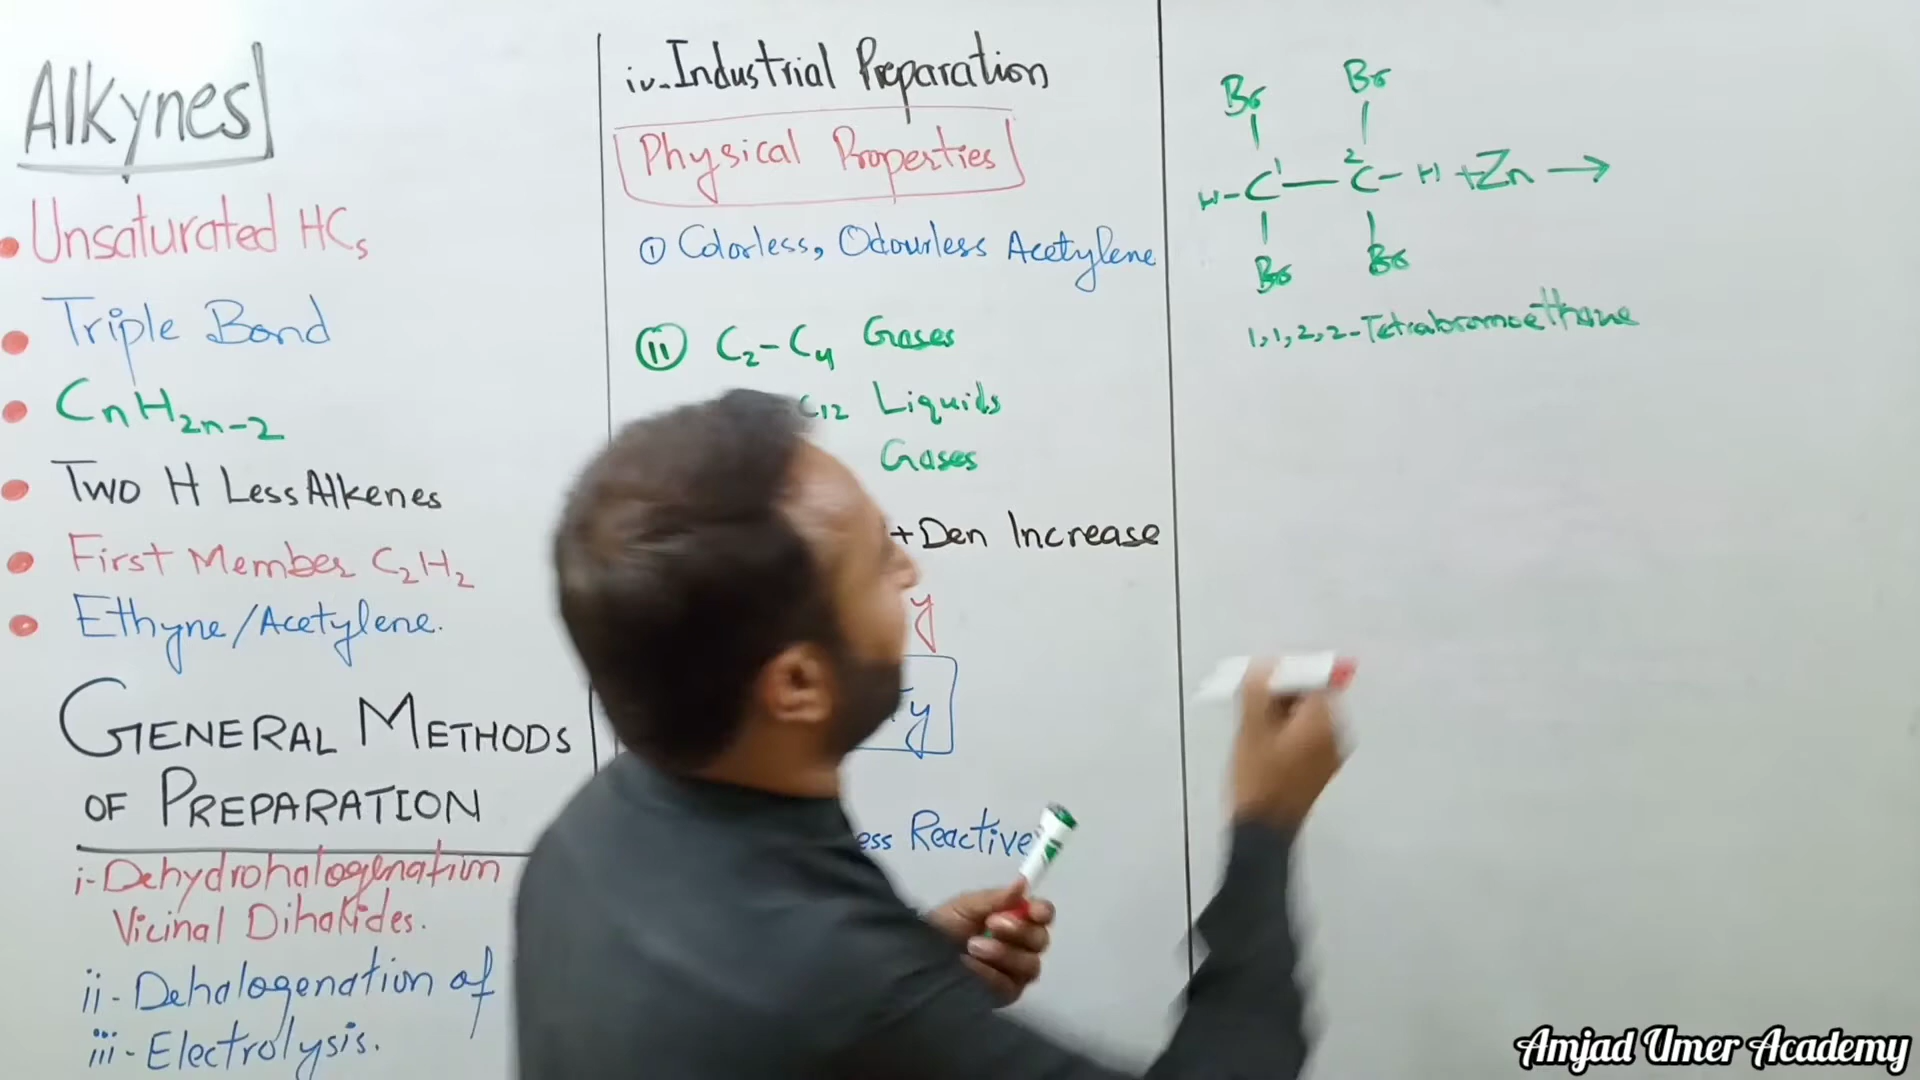 Alkynes
Unsaturated HCs
Triple Bond
CnH2n-2
Two H Less Alkenes
First Member C2H2
Ethyne/Acetylene.
GENERAL METHODS
OF PREPARATION
i-Dehydrohalogenation
Vicinal Dihalides.
ii-Dehalogenation of
iii-Electrolysis.
iv-Industrial Preparation
Physical Properties
① Colorless, Odourless Acetylene
ii C2-C4 Gases
C12 Liquids
Gases
+Den Increase
y
ty
ess Reactive
Br Br
H-C1—2C-H +Zn →
Br Br
1,1,2,2-Tetrabromoethane
Amjad Umer Academy